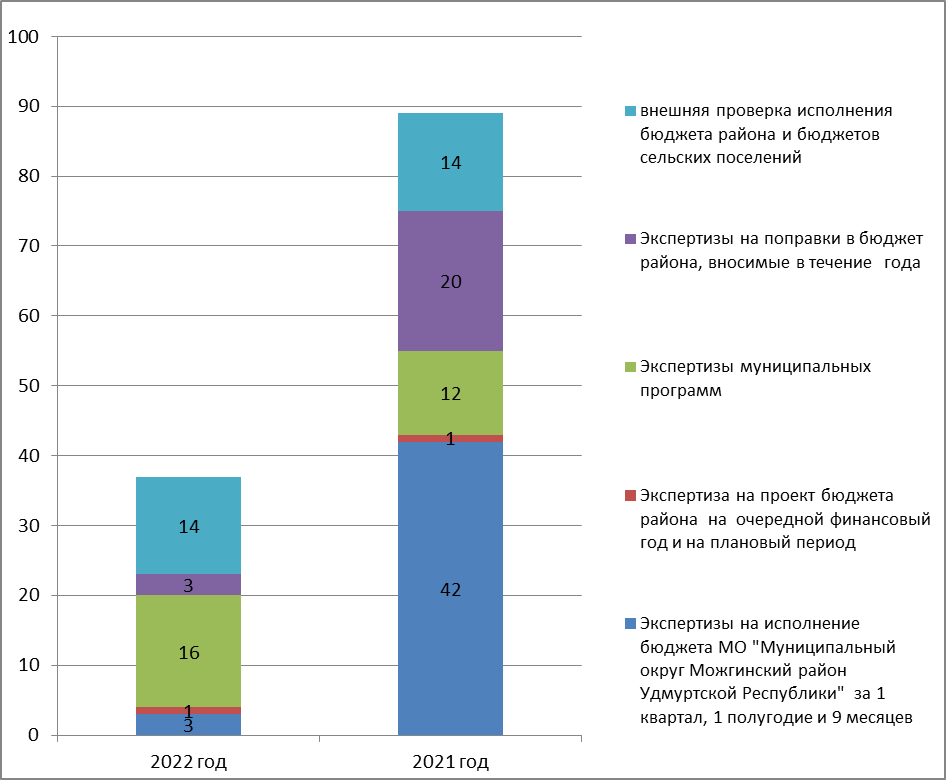 100
90
80
70
60
50
40
30
20
10
0
14
3
16
1
3
14
20
12
1
42
2022 год
2021 год
внешняя проверка исполнения
бюджета района и бюджетов
сельских поселений
Экспертизы на поправки в бюджет
района, вносимые в течение года
Экспертизы муниципальных
программ
Экспертиза на проект бюджета
района на очередной финансовый
год и на плановый период
Экспертизы на исполнение
бюджета МО "Муниципальный
округ Можгинский район
Удмуртской Республики" за 1
квартал, 1 полугодие и 9 месяцев